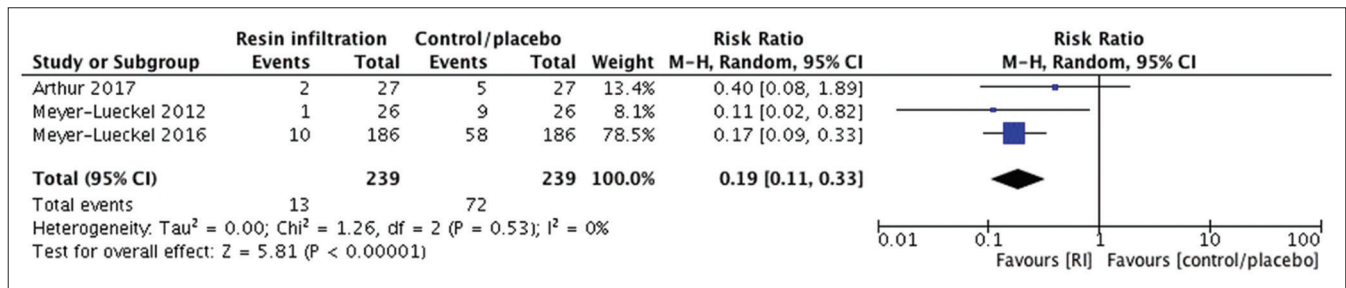 Resin infiltration Control/placebo Risk Ratio Risk Ratio
Study or Subgroup Events Total Events Total Weight M-H, Random, 95% CI M-H, Random, 95% CI
Arthur 2017 2 27 5 27 13.4% 0.40 [0.08, 1.89]
Meyer-Lueckel 2012 1 26 9 26 8.1% 0.11 [0.02, 0.82]
Meyer-Lueckel 2016 10 186 58 186 78.5% 0.17 [0.09, 0.33]
Total (95% CI) 239 239 100.0% 0.19 [0.11, 0.33]
Total events 13 72
Heterogeneity: Tau² = 0.00; Chi² = 1.26, df = 2 (P = 0.53); I² = 0%
Test for overall effect: Z = 5.81 (P < 0.00001)
0.01 0.1 1 10 100
Favours [RI] Favours [control/placebo]